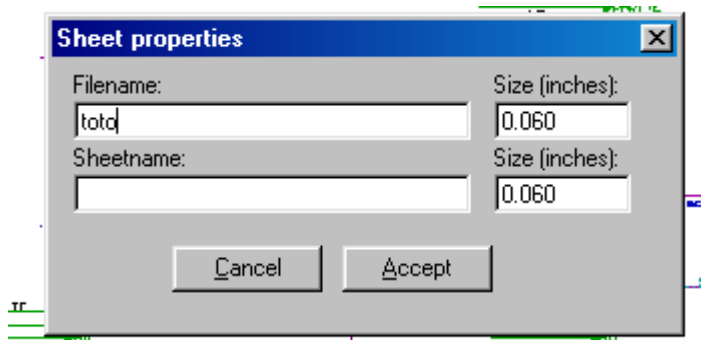 Sheet properties
Filename: Size (inches):
toto 0.060
Sheetname: Size (inches):
0.060
Cancel Accept